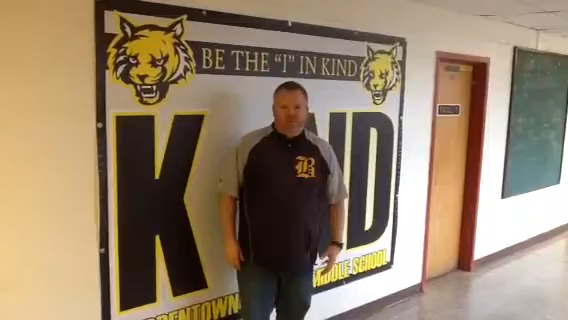 BE THE “I” IN KIND
K ND
B
MIDDLE SCHOOL